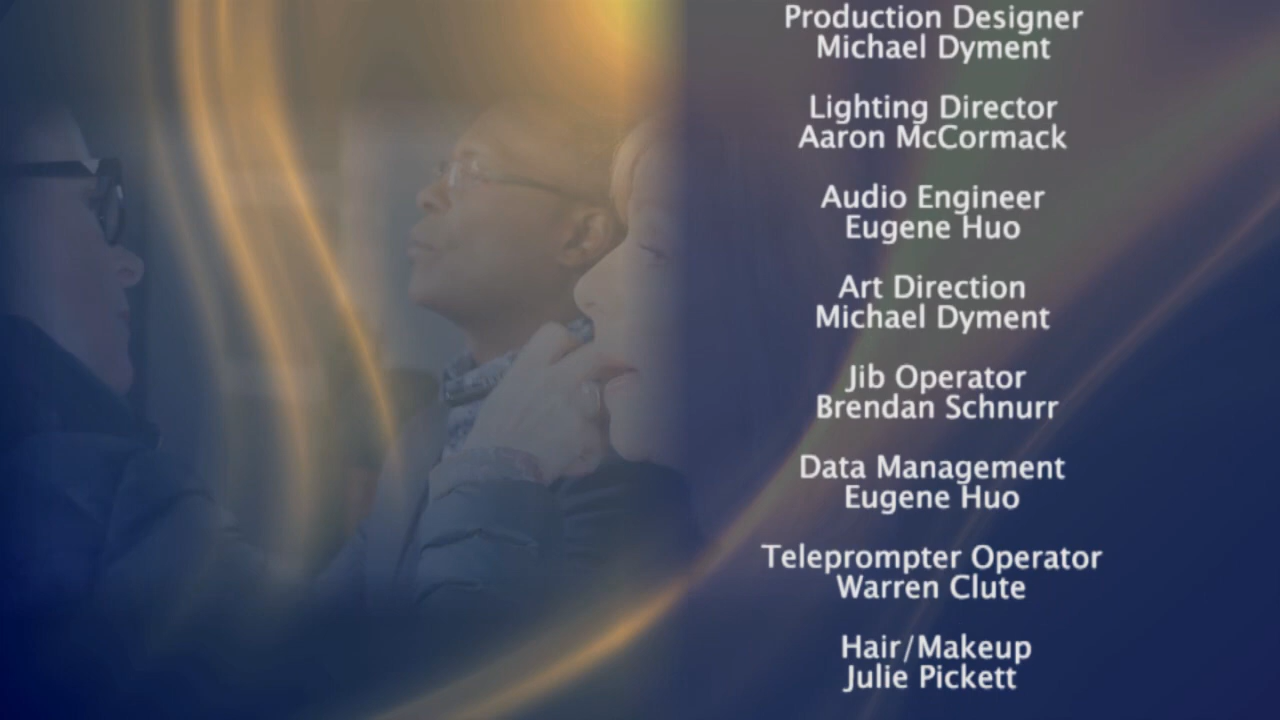 Production Designer
Michael Dyment
Lighting Director
Aaron McCormack
Audio Engineer
Eugene Huo
Art Direction
Michael Dyment
Jib Operator
Brendan Schnurr
Data Management
Eugene Huo
Teleprompter Operator
Warren Clute
Hair/Makeup
Julie Pickett